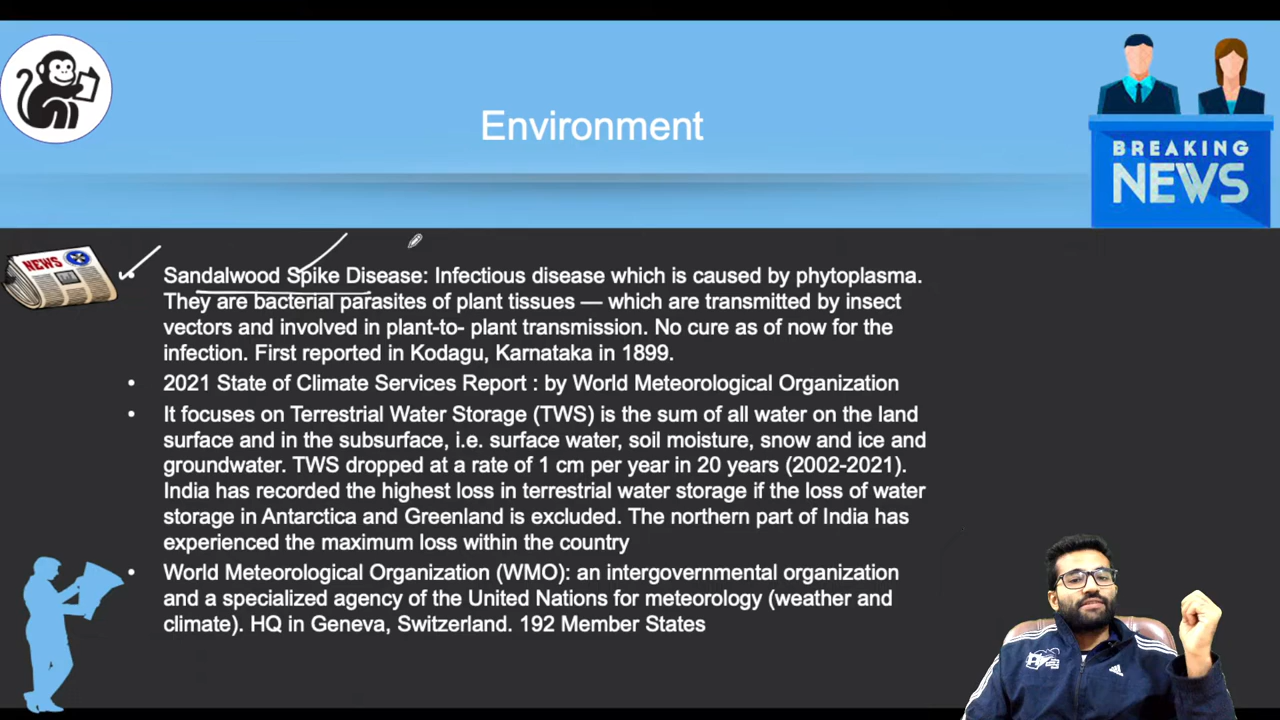 Environment
BREAKING
NEWS
NEWS
• Sandalwood Spike Disease: Infectious disease which is caused by phytoplasma.
They are bacterial parasites of plant tissues — which are transmitted by insect
vectors and involved in plant-to- plant transmission. No cure as of now for the
infection. First reported in Kodagu, Karnataka in 1899.
• 2021 State of Climate Services Report : by World Meteorological Organization
• It focuses on Terrestrial Water Storage (TWS) is the sum of all water on the land
surface and in the subsurface, i.e. surface water, soil moisture, snow and ice and
groundwater. TWS dropped at a rate of 1 cm per year in 20 years (2002-2021).
India has recorded the highest loss in terrestrial water storage if the loss of water
storage in Antarctica and Greenland is excluded. The northern part of India has
experienced the maximum loss within the country
• World Meteorological Organization (WMO): an intergovernmental organization
and a specialized agency of the United Nations for meteorology (weather and
climate). HQ in Geneva, Switzerland. 192 Member States